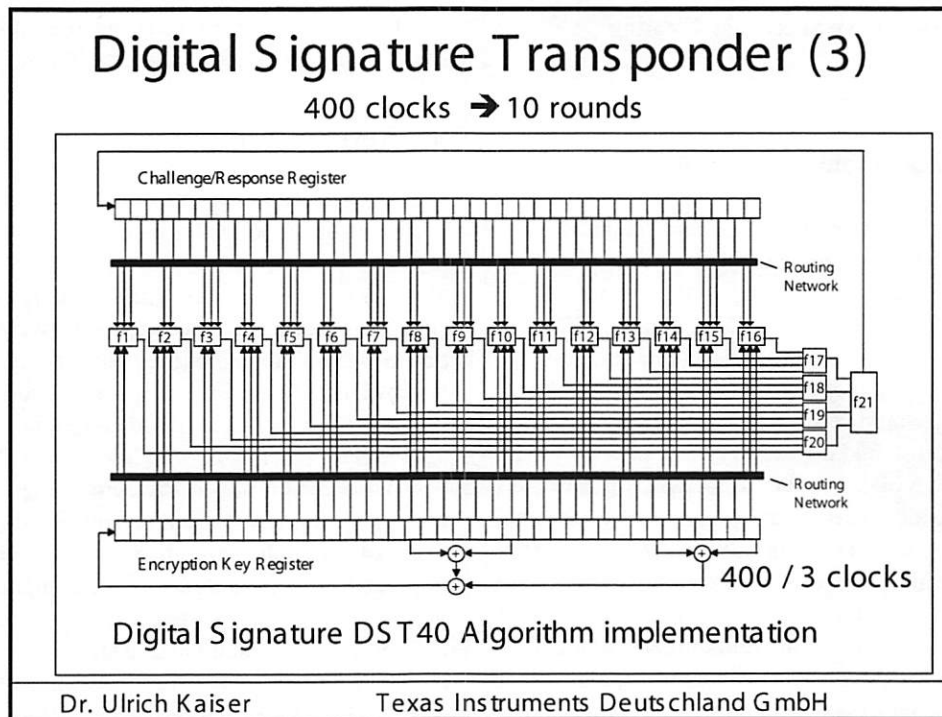 Digital Signature Transponder (3)
400 clocks ➔ 10 rounds
Challenge/Response Register
Routing
Network
f1 f2 f3 f4 f5 f6 f7 f8 f9 f10 f11 f12 f13 f14 f15 f16
f17
f18
f21
f19
f20
Routing
Network
Encryption Key Register
400 / 3 clocks
Digital Signature DST40 Algorithm implementation
Dr. Ulrich Kaiser Texas Instruments Deutschland GmbH